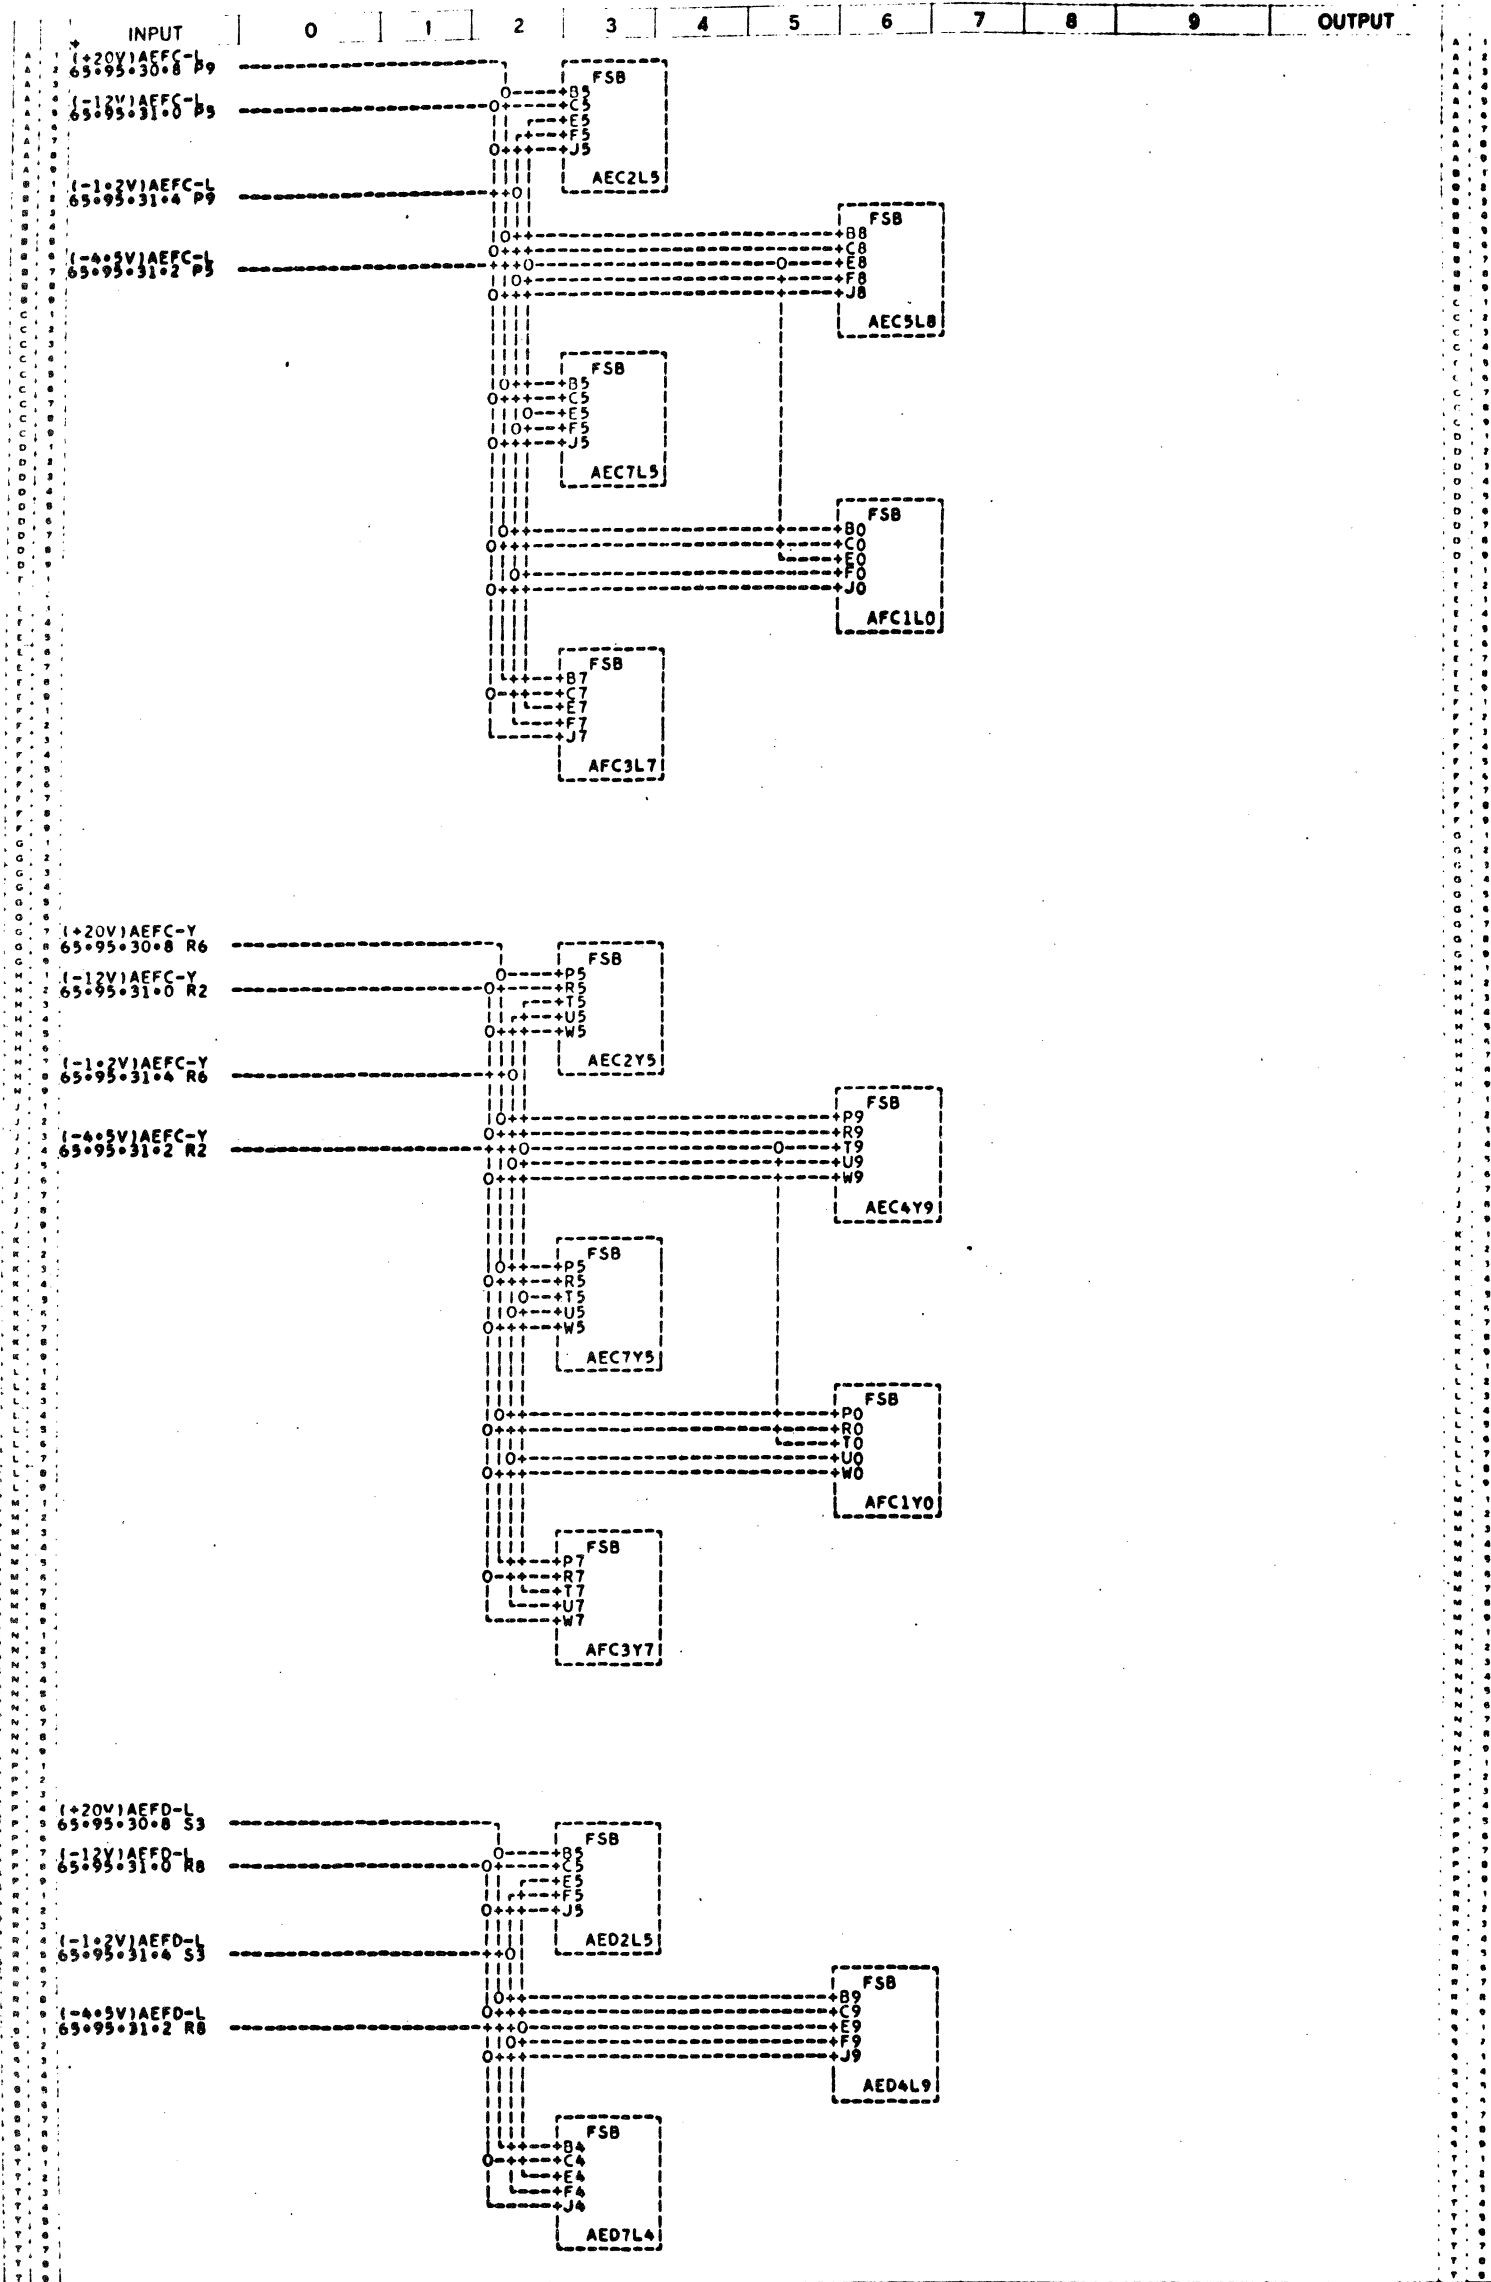 INPUT 0 1 2 3 4 5 6 7 8 9 OUTPUT
(+20V)AEFC-L
65•95•30•8 P9
FSB
B5
(-12V)AEFC-L
65•95•31•0 P5
C5
E5
F5
J5
AEC2L5
(-1•2V)AEFC-L
65•95•31•4 P9
FSB
B8
C8
(-4•5V)AEFC-L
65•95•31•2 P5
E8
F8
J8
AEC5L8
FSB
B5
C5
E5
F5
J5
AEC7L5
FSB
B0
C0
E0
F0
J0
AFC1L0
FSB
B7
C7
E7
F7
J7
AFC3L7
(+20V)AEFC-Y
65•95•30•8 R6
FSB
P5
(-12V)AEFC-Y
65•95•31•0 R2
R5
T5
U5
W5
AEC2Y5
(-1•2V)AEFC-Y
65•95•31•4 R6
FSB
P9
R9
(-4•5V)AEFC-Y
65•95•31•2 R2
T9
U9
W9
AEC4Y9
FSB
P5
R5
T5
U5
W5
AEC7Y5
FSB
P0
R0
T0
U0
W0
AFC1Y0
FSB
P7
R7
T7
U7
W7
AFC3Y7
(+20V)AEFD-L
65•95•30•8 S3
FSB
B5
(-12V)AEFD-L
65•95•31•0 R8
C5
E5
F5
J5
AED2L5
(-1•2V)AEFD-L
65•95•31•4 S3
FSB
B9
C9
(-4•5V)AEFD-L
65•95•31•2 R8
E9
F9
J9
AED4L9
FSB
B4
C4
E4
F4
J4
AED7L4